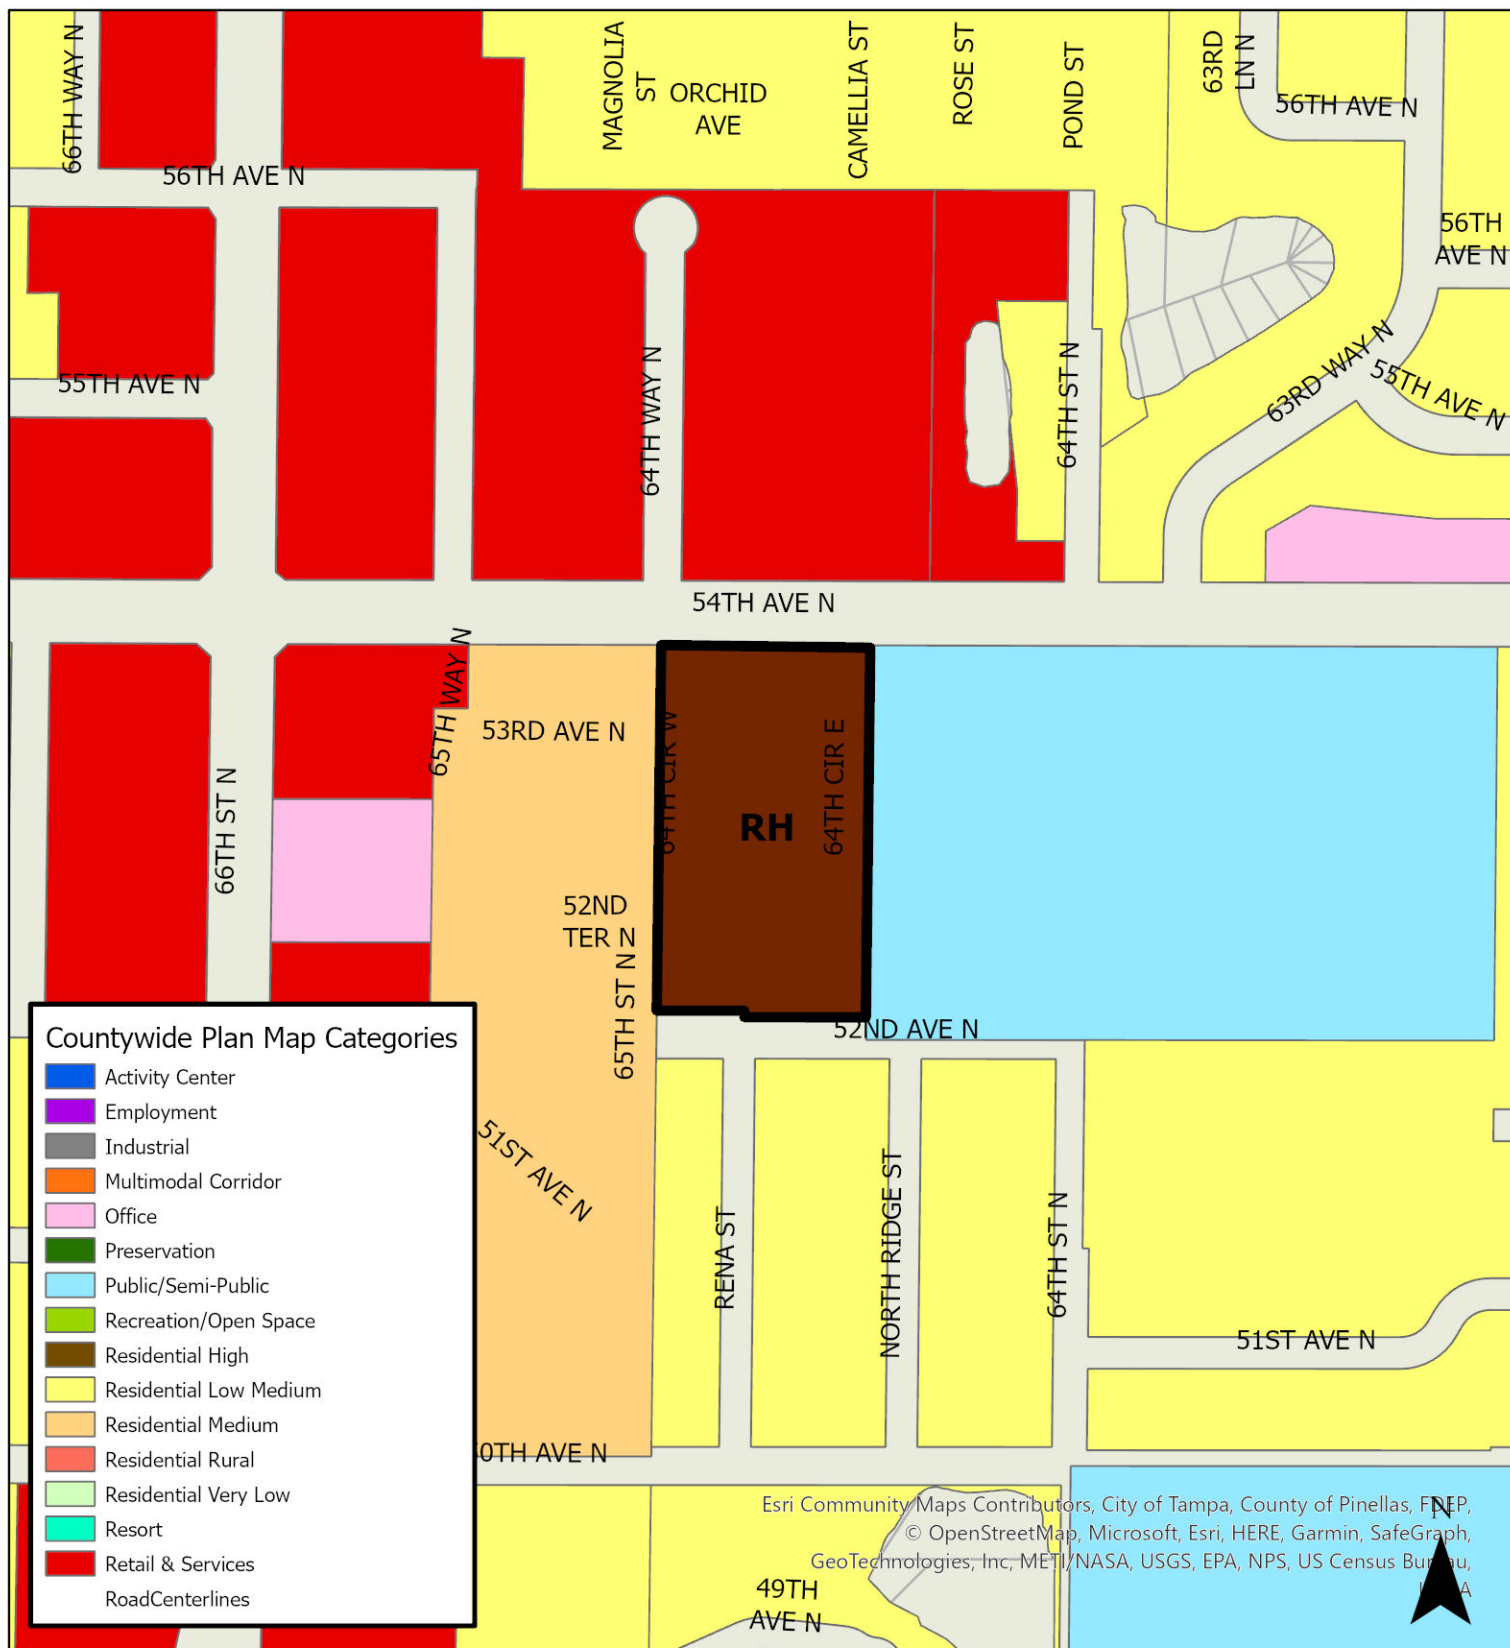 66TH WAY N
MAGNOLIA
ST
ORCHID
AVE
CAMELLIA ST
ROSE ST
POND ST
63RD
LN N
56TH AVE N
56TH AVE N
56TH
AVE N
55TH AVE N
64TH WAY N
64TH ST N
63RD WAY N
55TH AVE N
54TH AVE N
65TH WAY N
53RD AVE N
64TH CIR W
64TH CIR E
RH
66TH ST N
52ND
TER N
65TH ST N
52ND AVE N
Countywide Plan Map Categories
Activity Center
Employment
Industrial
Multimodal Corridor
Office
Preservation
Public/Semi-Public
Recreation/Open Space
Residential High
Residential Low Medium
Residential Medium
Residential Rural
Residential Very Low
Resort
Retail & Services
RoadCenterlines
51ST AVE N
RENA ST
NORTH RIDGE ST
64TH ST N
51ST AVE N
0TH AVE N
49TH
AVE N
Esri Community Maps Contributors, City of Tampa, County of Pinellas, FDEP,
© OpenStreetMap, Microsoft, Esri, HERE, Garmin, SafeGraph,
GeoTechnologies, Inc, METI/NASA, USGS, EPA, NPS, US Census
N